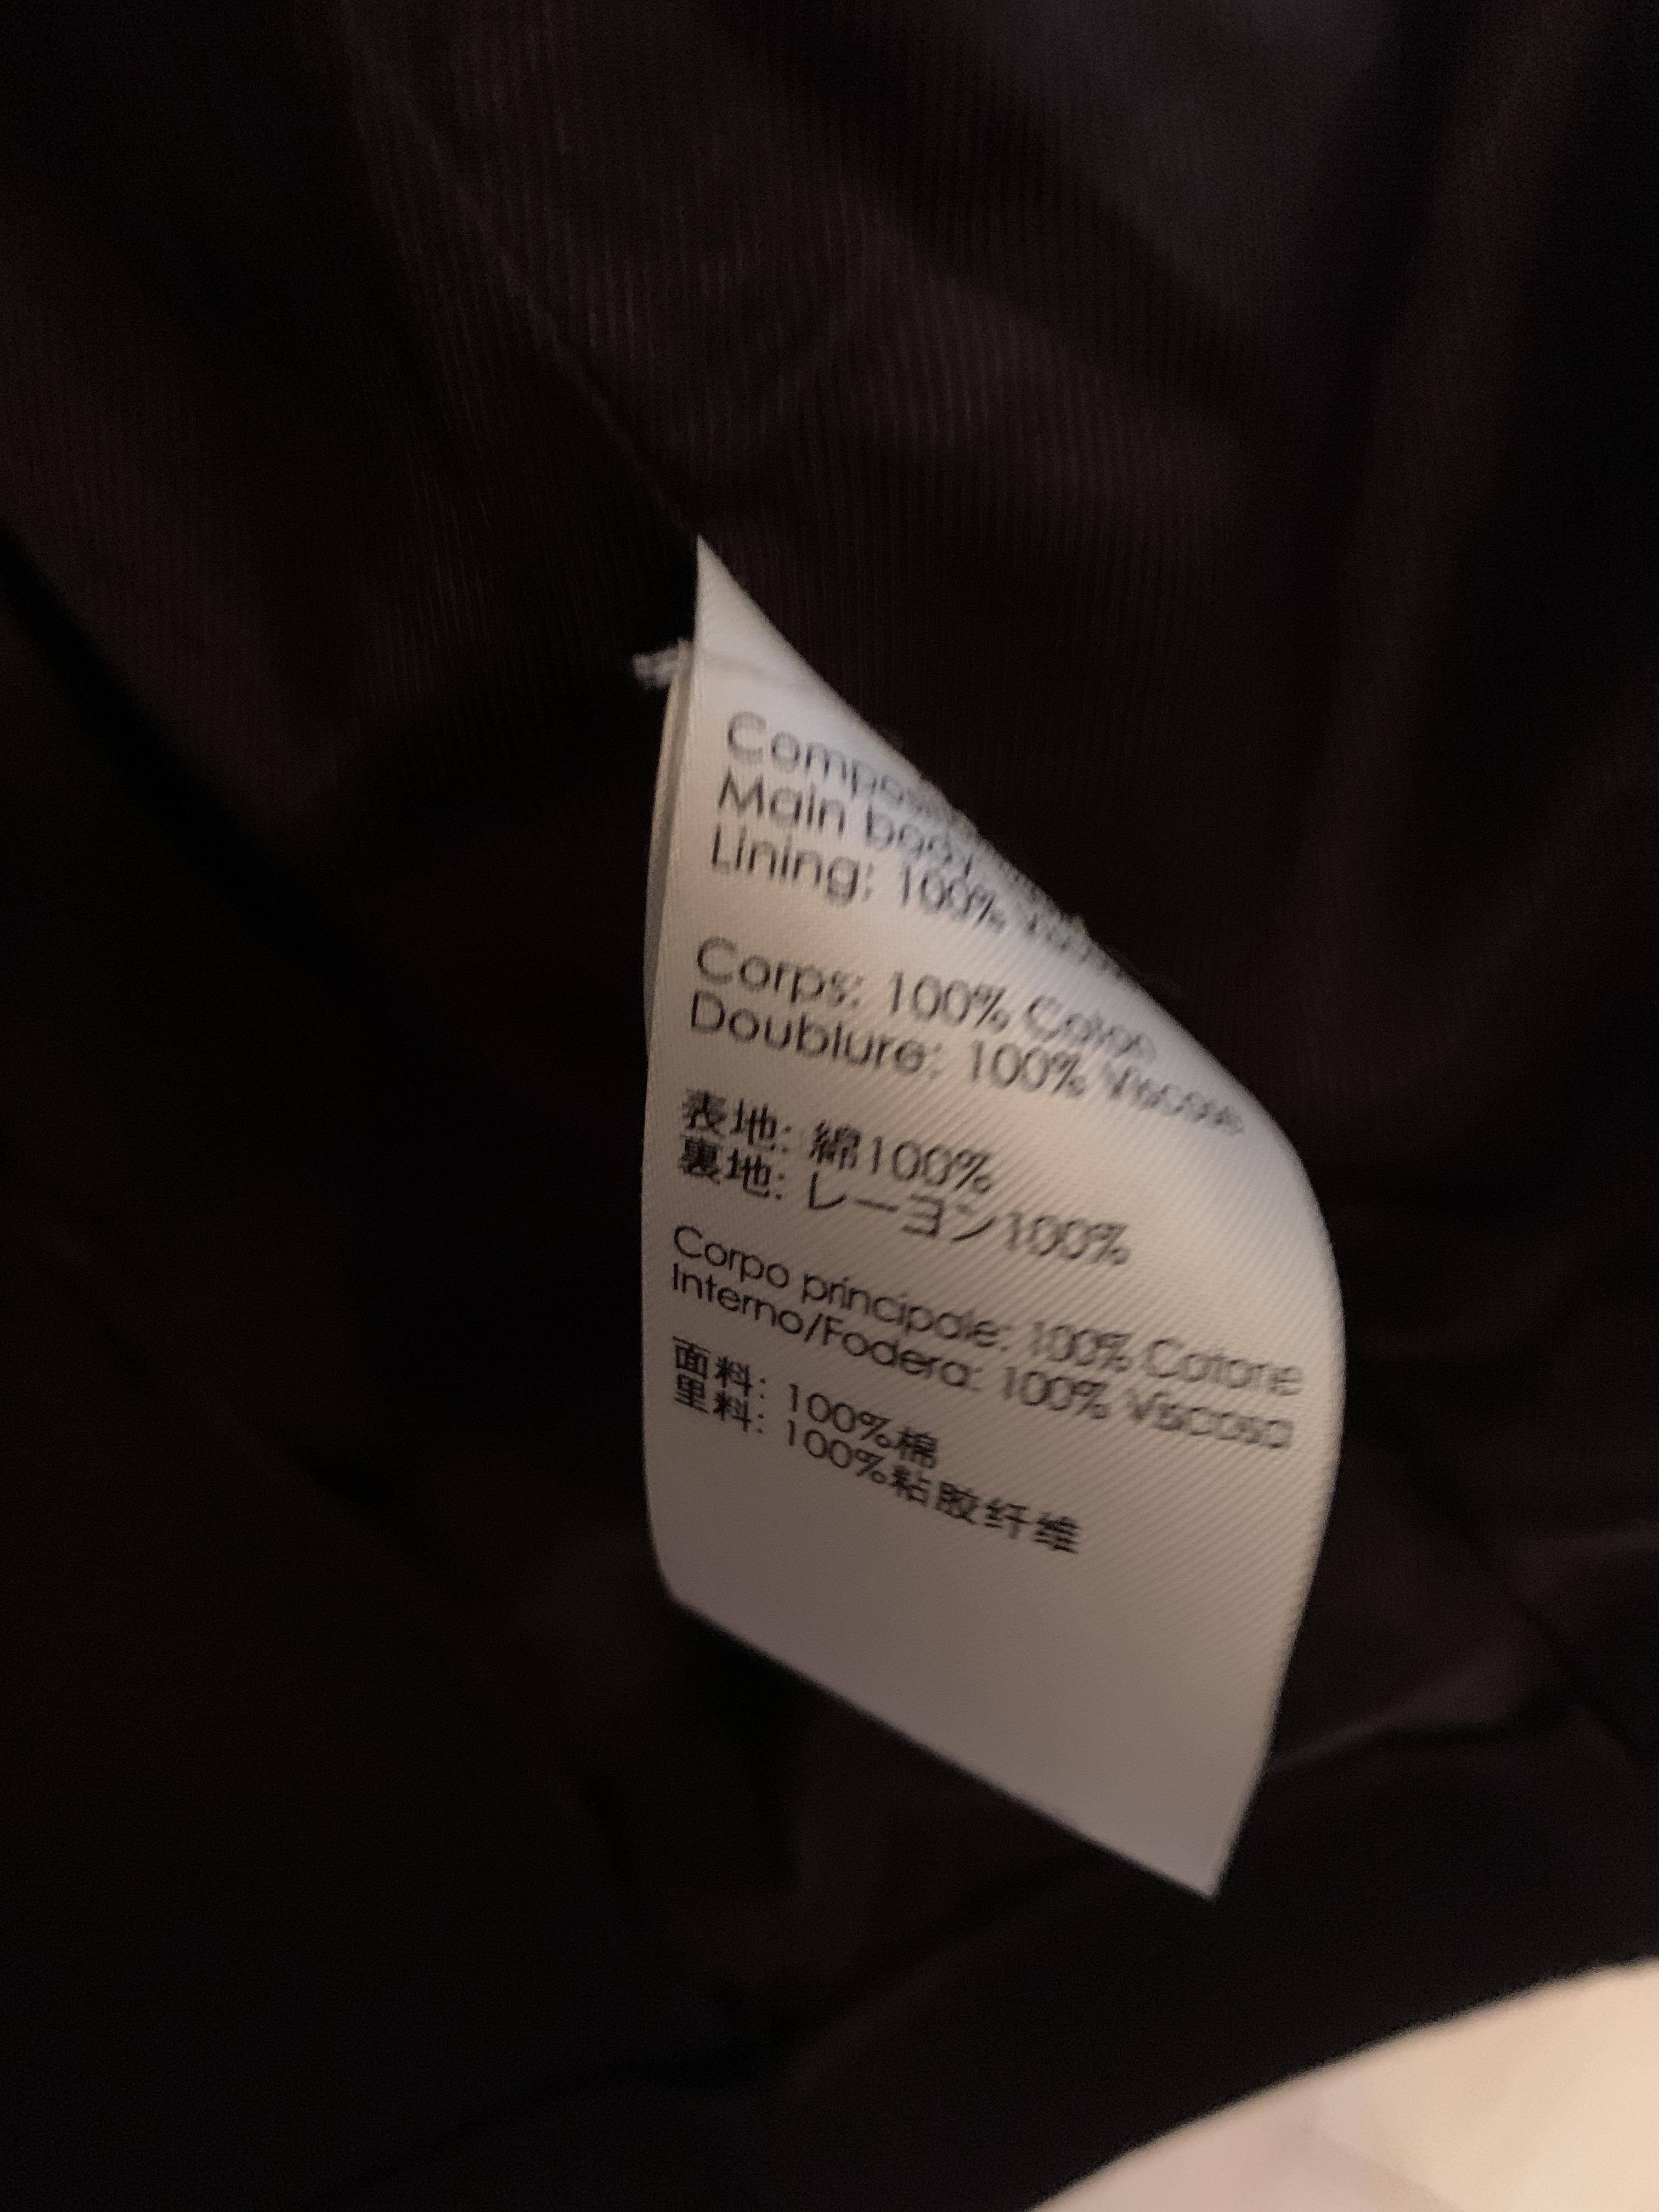 Main body
Lining: 100%
Corps: 100% Coton
Doublure: 100% Viscose
表地: 綿100%
裏地: レーヨン100%
Corpo principale: 100% Cotone
Interno/Fodera: 100% Viscosa
面料: 100%棉
里料: 100%粘胶纤维